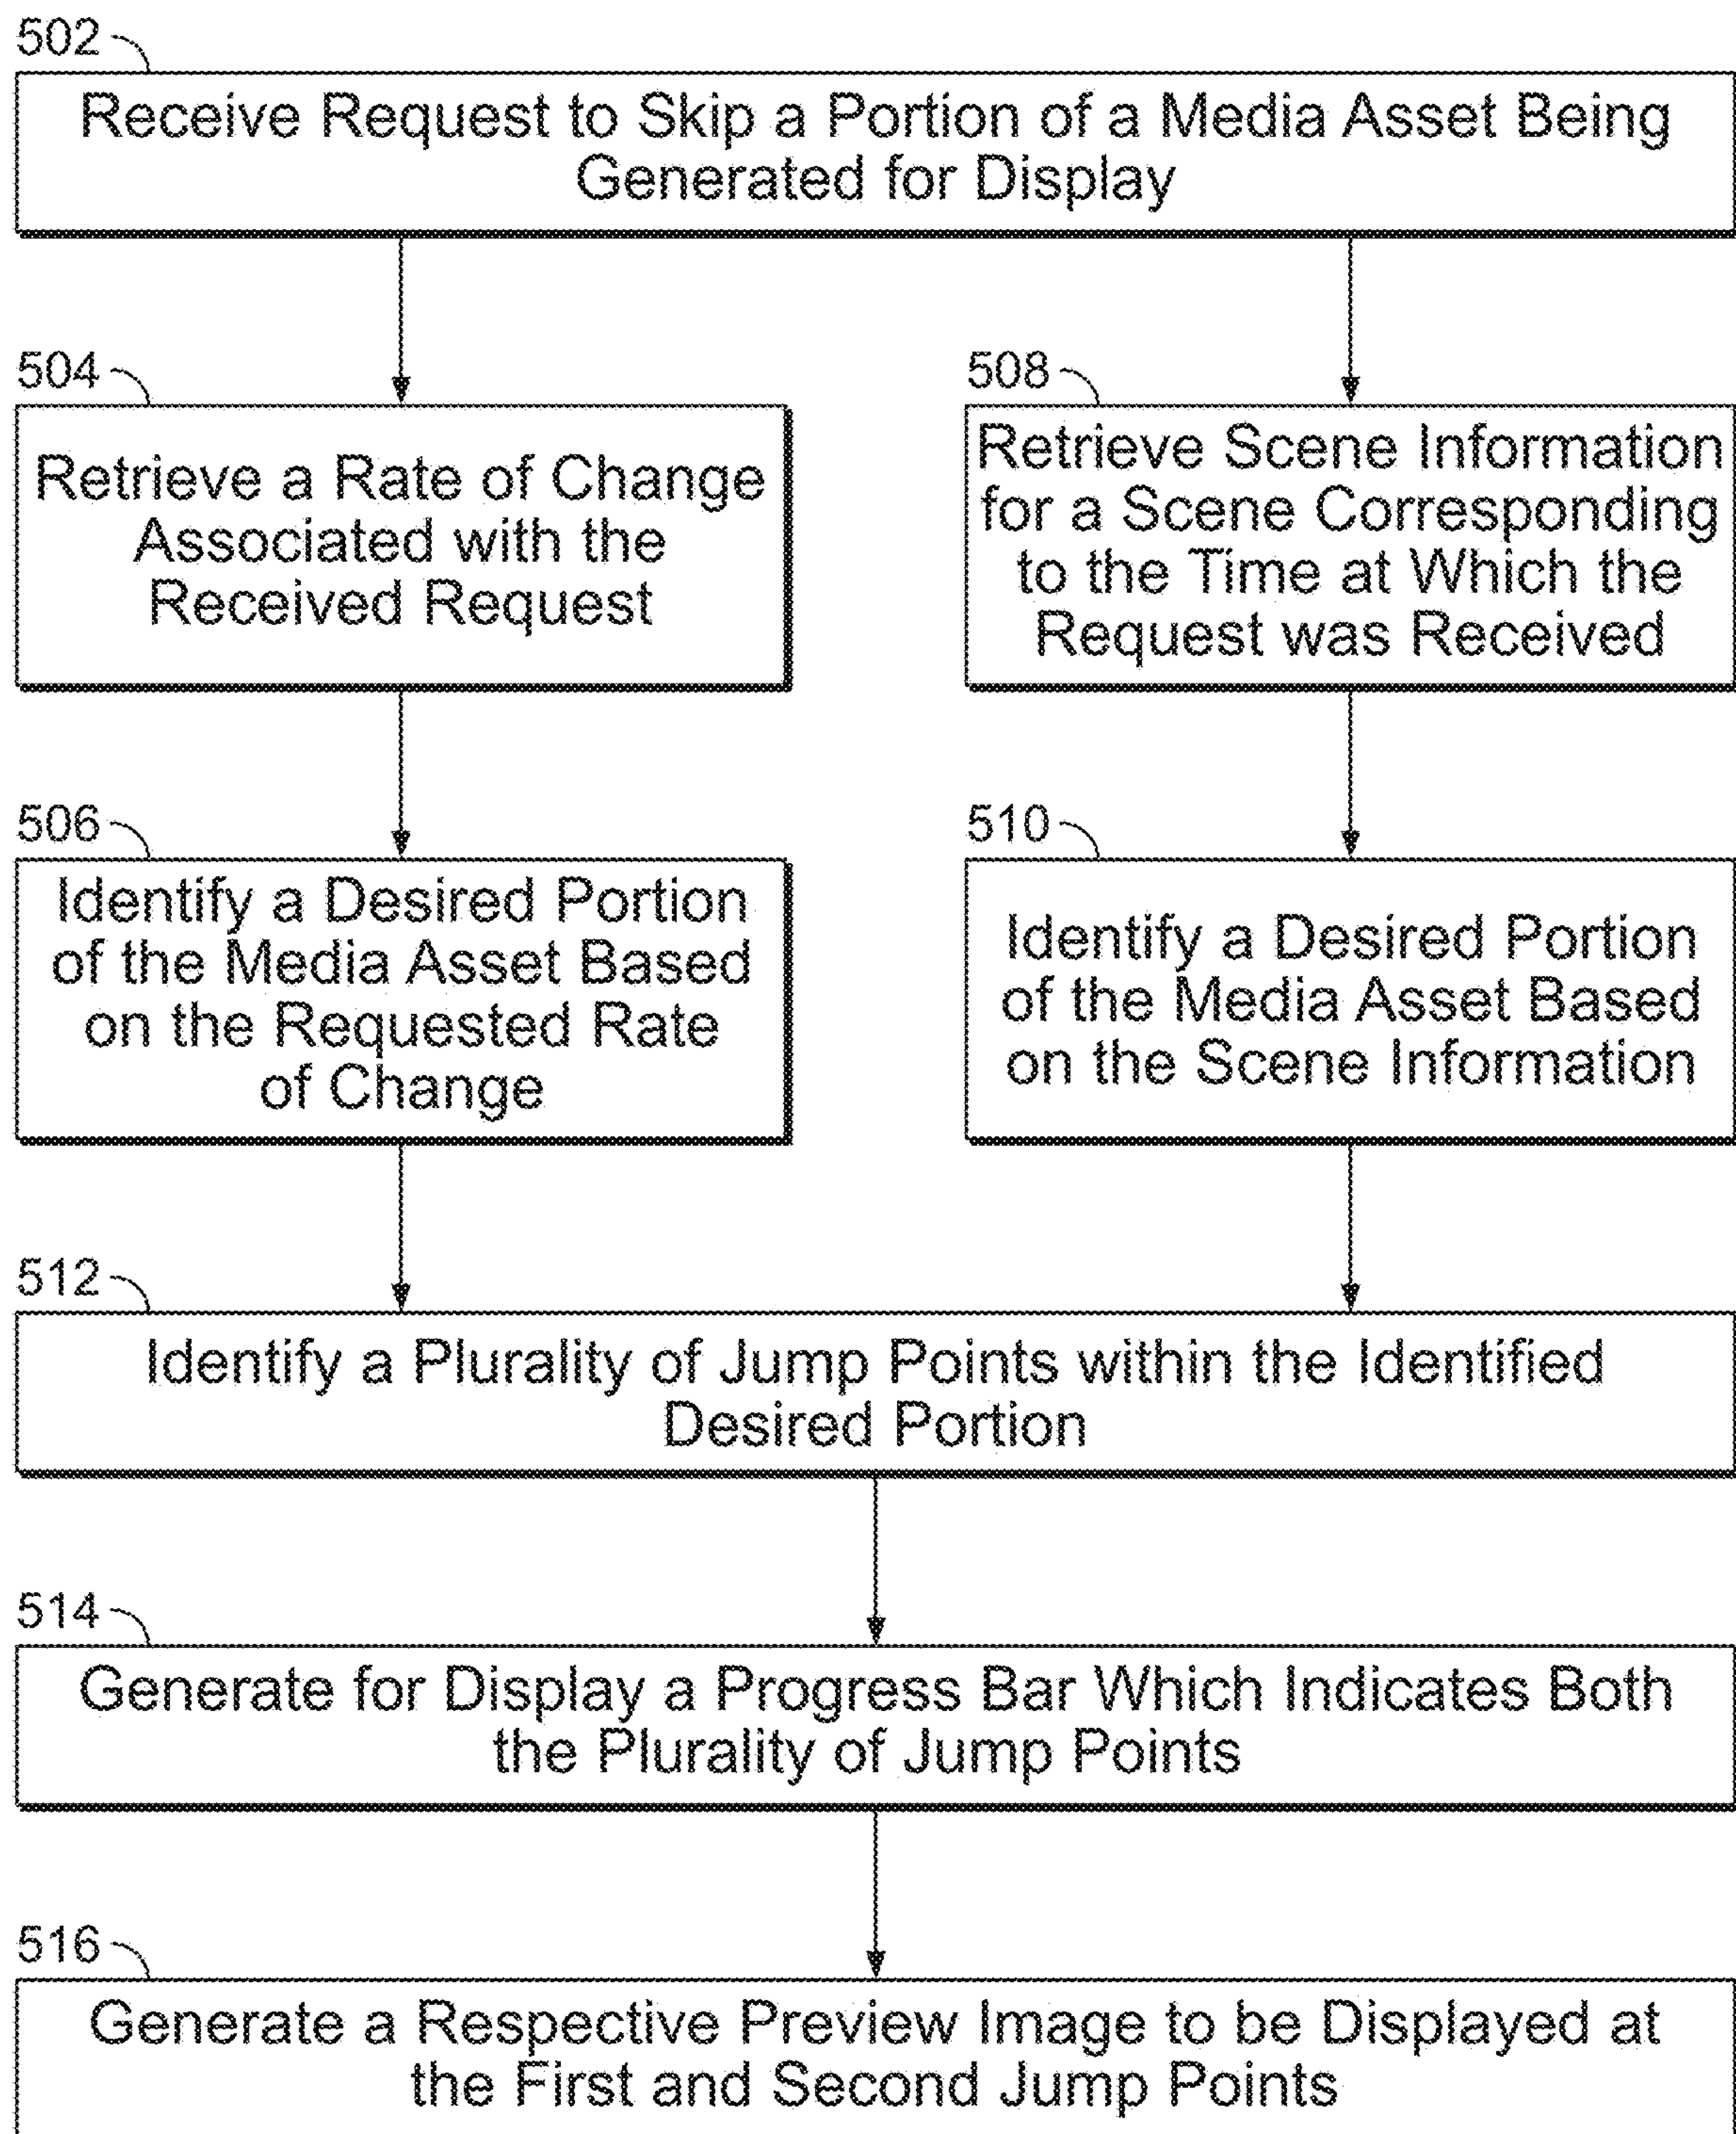 502
Receive Request to Skip a Portion of a Media Asset Being
Generated for Display
504
Retrieve a Rate of Change
Associated with the
Received Request
508
Retrieve Scene Information
for a Scene Corresponding
to the Time at Which the
Request was Received
506
Identify a Desired Portion
of the Media Asset Based
on the Requested Rate
of Change
510
Identify a Desired Portion
of the Media Asset Based
on the Scene Information
512
Identify a Plurality of Jump Points within the Identified
Desired Portion
514
Generate for Display a Progress Bar Which Indicates Both
the Plurality of Jump Points
516
Generate a Respective Preview Image to be Displayed at
the First and Second Jump Points